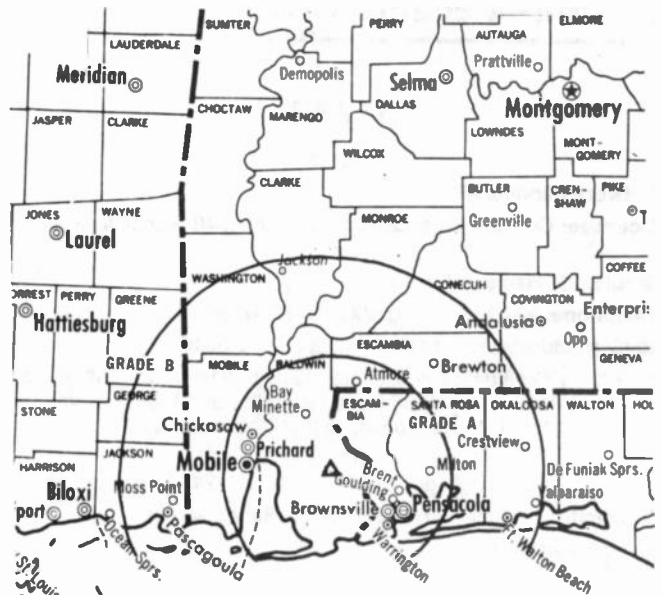 SUMTER
PERRY
ELMORE
LAUDERDALE
AUTAUGA
Demopolis
Prattville
Meridian
Selma
CHOCTAW
DALLAS
Montgomery
JASPER
CLARKE
MARENGO
LOWNDES
MONT-
GOMERY
WILCOX
CLARKE
BUTLER
CREN-
SHAW
PIKE
JONES
WAYNE
MONROE
Greenville
T
Laurel
Jackson
COFFEE
WASHINGTON
CONECUH
ORREST
PERRY
GREENE
COVINGTON
Enterpris
Hattiesburg
Andalusia
Opp
ESCAMBIA
GRADE B
MOBILE
BALDWIN
Brewton
GENEVA
Atmore
GEORGE
Bay
Minette
ESCAM-
BIA
SANTA ROSA
OKALOOSA
WALTON
HOL
STONE
GRADE A
Chickosaw
Crestview
Prichard
JACKSON
HARRISON
Mobile
Milton
De Funiak Sprs.
Brent
Goulding
Biloxi
Moss Point
Valparaiso
port
Brownsville
Pensacola
Ocean Sprs.
Pascagoula
Warrington
Ft. Walton Beach
St. Louis